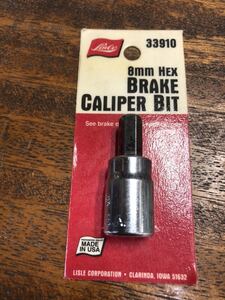 Lisle
33910
8mm HEX
BRAKE
CALIPER BIT
See brake
MADE IN
USA
LISLE CORPORATION • CLARINDA, IOWA 51632